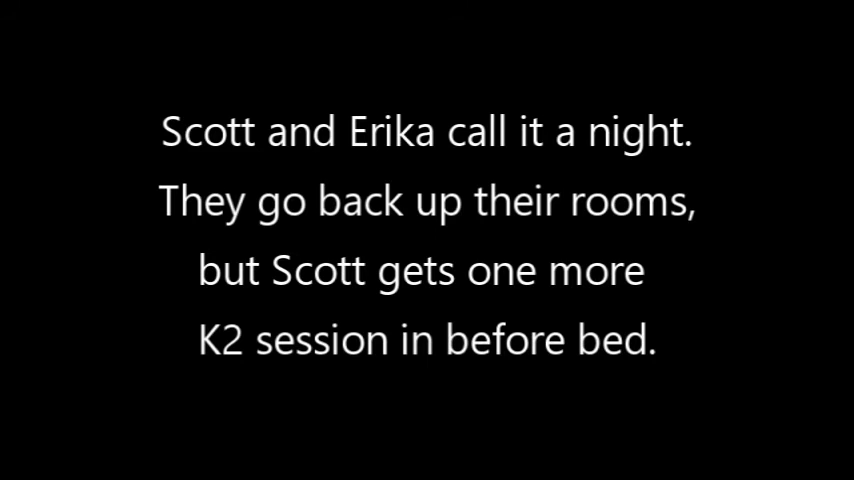 Scott and Erika call it a night.
They go back up their rooms,
but Scott gets one more
K2 session in before bed.